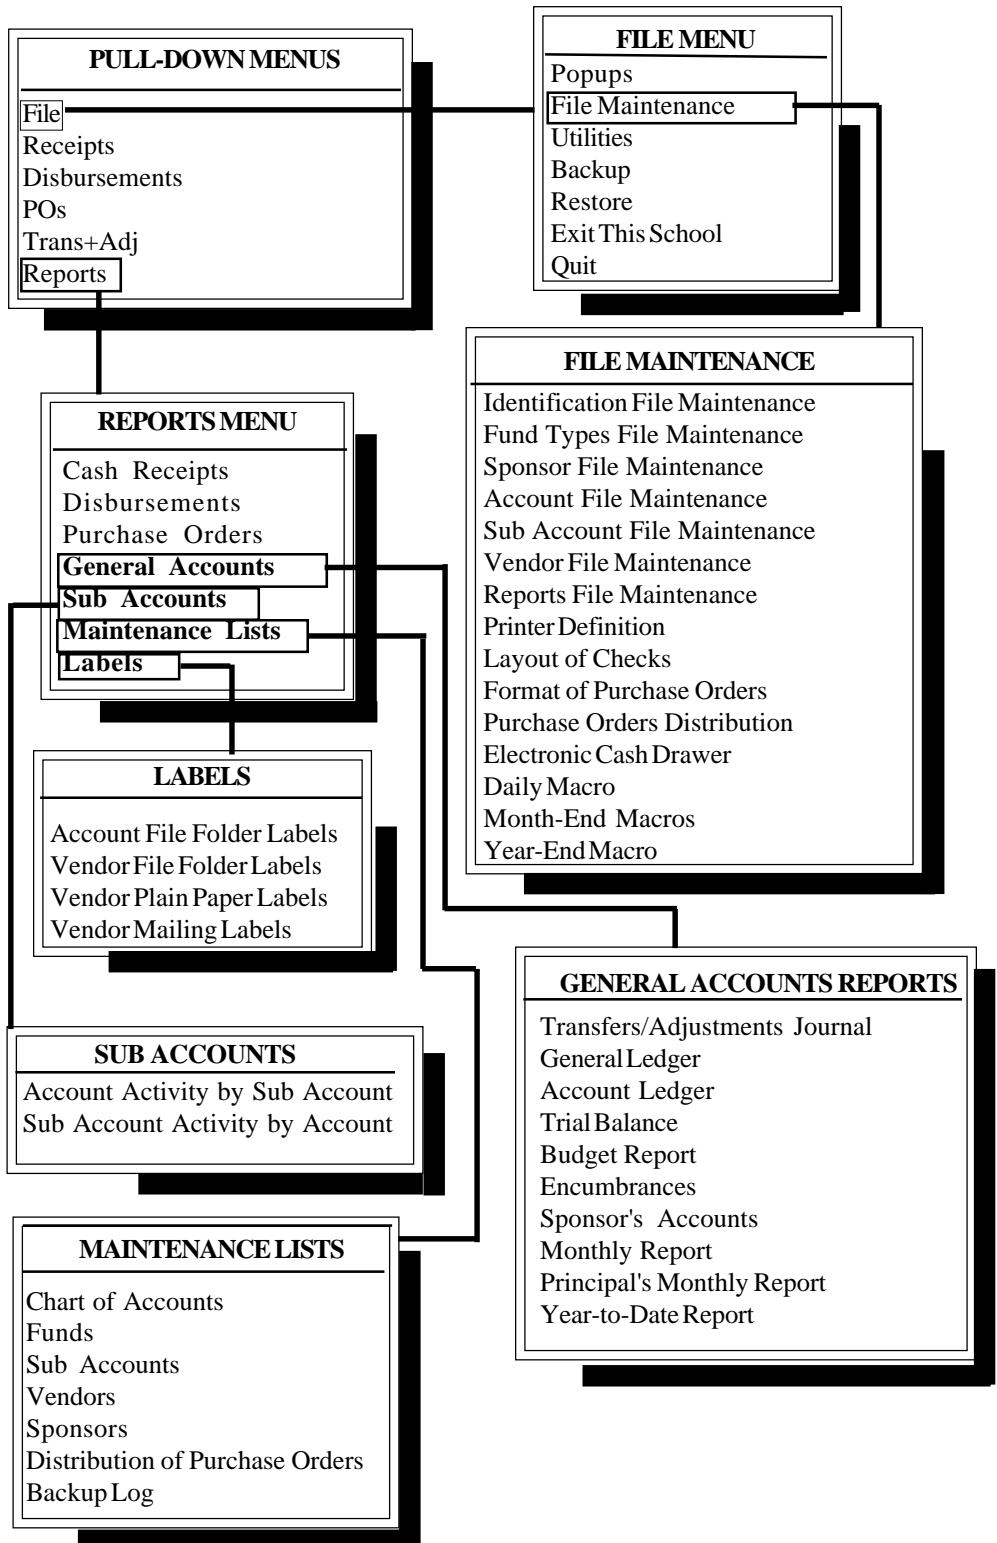 PULL-DOWN MENUS
File
Receipts
Disbursements
POs
Trans+Adj
Reports
FILE MENU
Popups
File Maintenance
Utilities
Backup
Restore
Exit This School
Quit
FILE MAINTENANCE
Identification File Maintenance
Fund Types File Maintenance
Sponsor File Maintenance
Account File Maintenance
Sub Account File Maintenance
Vendor File Maintenance
Reports File Maintenance
Printer Definition
Layout of Checks
Format of Purchase Orders
Purchase Orders Distribution
Electronic Cash Drawer
Daily Macro
Month-End Macros
Year-End Macro
REPORTS MENU
Cash Receipts
Disbursements
Purchase Orders
General Accounts
Sub Accounts
Maintenance Lists
Labels
LABELS
Account File Folder Labels
Vendor File Folder Labels
Vendor Plain Paper Labels
Vendor Mailing Labels
GENERAL ACCOUNTS REPORTS
Transfers/Adjustments Journal
General Ledger
Account Ledger
Trial Balance
Budget Report
Encumbrances
Sponsor's Accounts
Monthly Report
Principal's Monthly Report
Year-to-Date Report
SUB ACCOUNTS
Account Activity by Sub Account
Sub Account Activity by Account
MAINTENANCE LISTS
Chart of Accounts
Funds
Sub Accounts
Vendors
Sponsors
Distribution of Purchase Orders
Backup Log